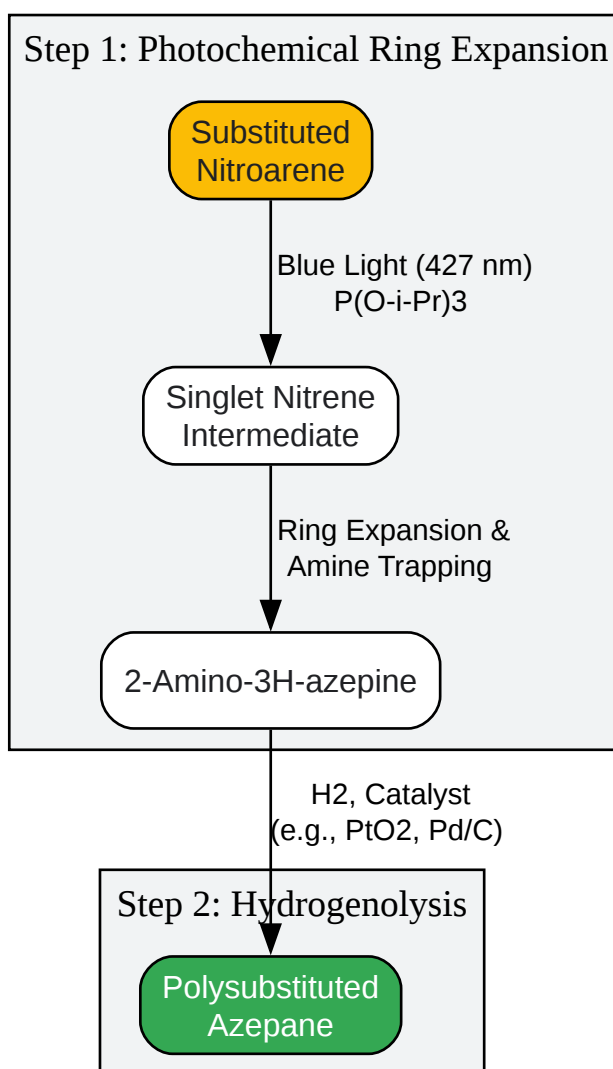 Step 1: Photochemical Ring Expansion
Substituted
Nitroarene
Blue Light (427 nm)
P(O-i-Pr)3
Singlet Nitrene
Intermediate
Ring Expansion &
Amine Trapping
2-Amino-3H-azepine
H2, Catalyst
(e.g., PtO2, Pd/C)
Step 2: Hydrogenolysis
Polysubstituted
Azepane